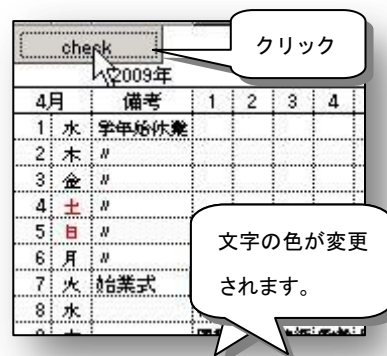 check
クリック
2009年
4月 備考 1 2 3 4
1 水 学年始休業
2 木 〃
3 金 〃
4 土 〃
5 日 〃
6 月 〃
7 火 始業式
8 水
文字の色が変更
されます。